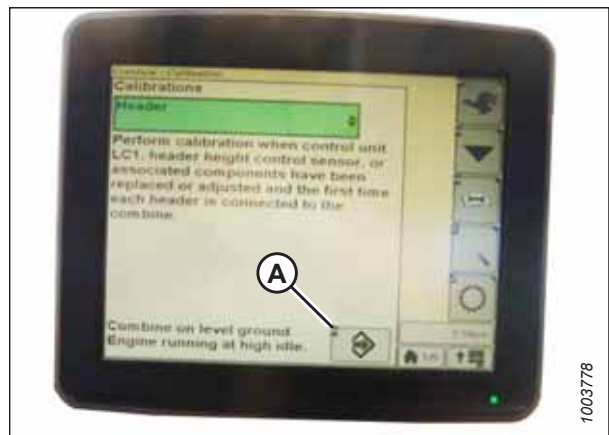 Combine - Calibration
Calibrations
Header
Perform calibration when control unit
LC1, header height control sensor, or
associated components have been
replaced or adjusted and the first time
each header is connected to the
combine.
A
Combine on level ground.
Engine running at high idle.
1003778